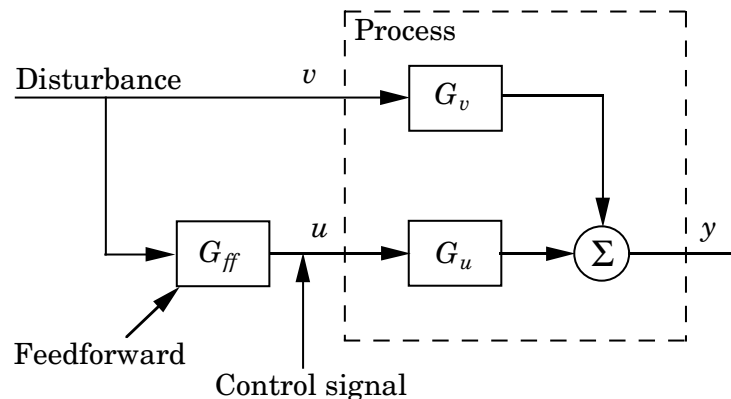 Process
Disturbance
v
G_v
G_ff
u
G_u
Σ
y
Feedforward
Control signal